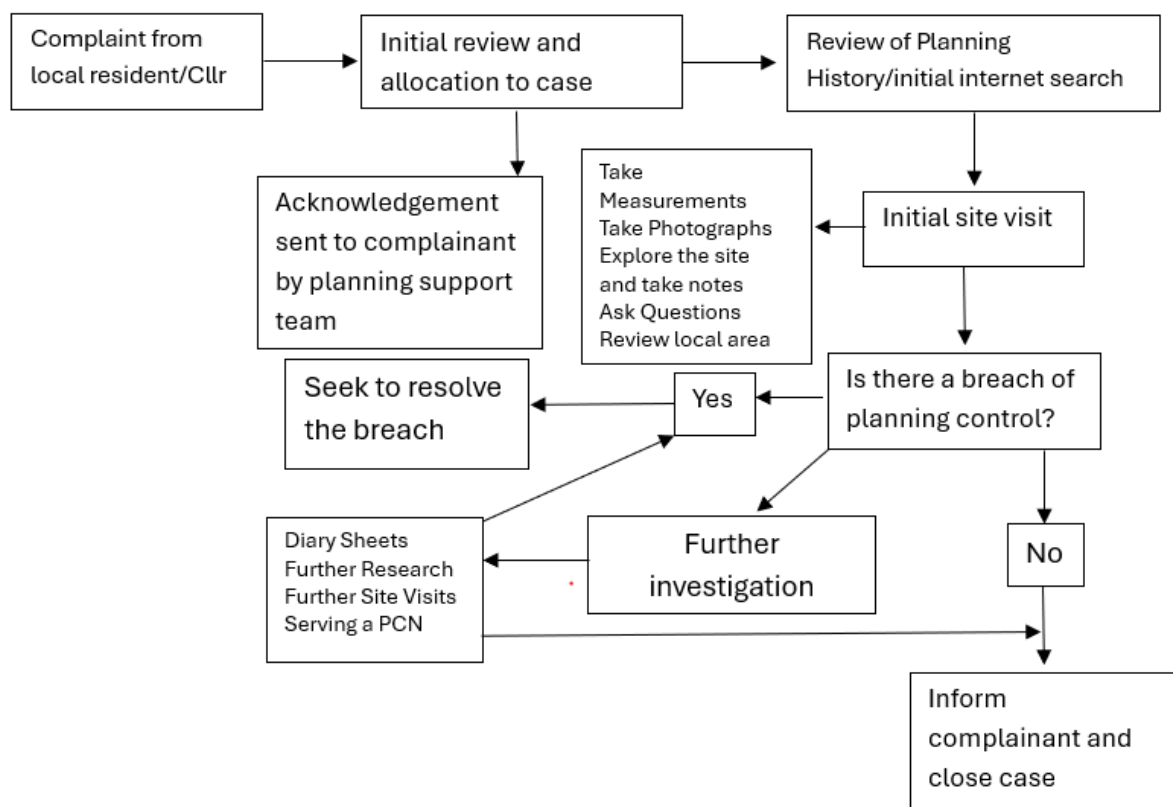 Complaint from
local resident/Cllr
Initial review and
allocation to case
Review of Planning
History/initial internet search
Acknowledgement
sent to complainant
by planning support
team
Take
Measurements
Take Photographs
Explore the site
and take notes
Ask Questions
Review local area
Initial site visit
Seek to resolve
the breach
Yes
Is there a breach of
planning control?
Diary Sheets
Further Research
Further Site Visits
Serving a PCN
Further
investigation
No
Inform
complainant and
close case